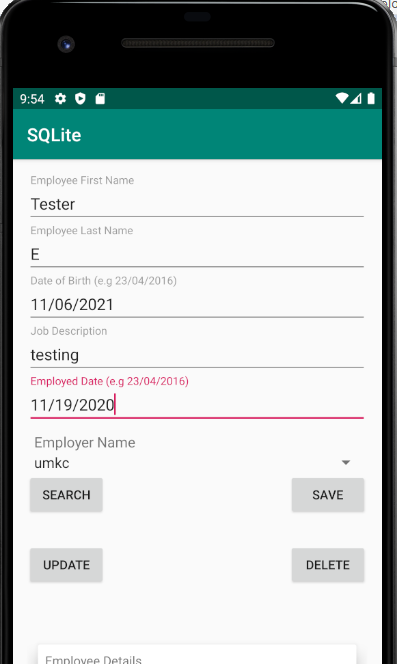 9:54
SQLite
Employee First Name
Tester
Employee Last Name
E
Date of Birth (e.g 23/04/2016)
11/06/2021
Job Description
testing
Employed Date (e.g 23/04/2016)
11/19/2020
Employer Name
umkc
SEARCH SAVE
UPDATE DELETE
Employee Details